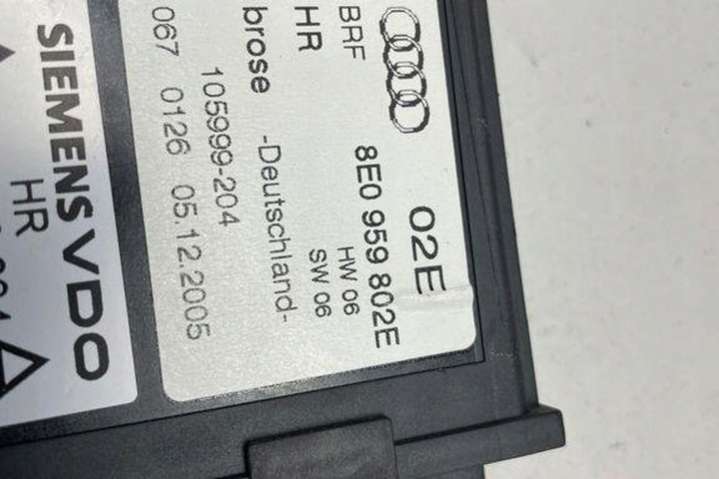 02E
8E0 959 802E
BRF HW 06
HR SW 06
brose -Deutschland-
105999-204
067 0126 05.12.2005
SIEMENS VDO
HR